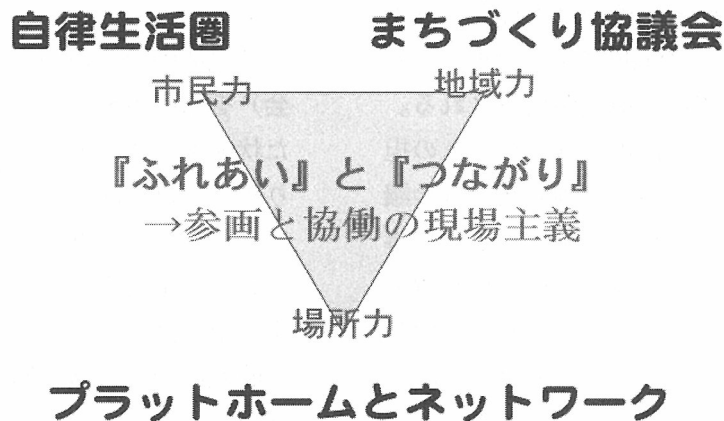 自律生活圏 まちづくり協議会
市民力 地域力
『ふれあい』と『つながり』
→参画と協働の現場主義
場所力
プラットホームとネットワーク